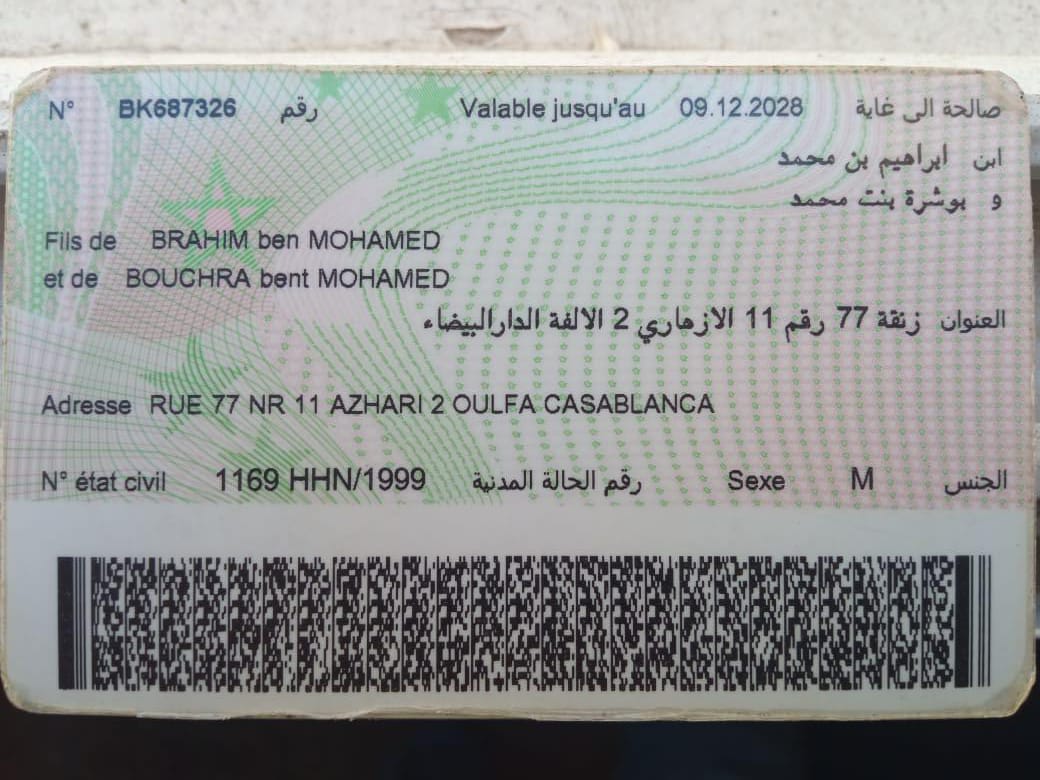 N° BK687326 رقم Valable jusqu'au 09.12.2028 صالحة الى غاية
ابن ابراهيم بن محمد
و بوشرة بنت محمد
Fils de BRAHIM ben MOHAMED
et de BOUCHRA bent MOHAMED
العنوان زنقة 77 رقم 11 الازهاري 2 الالفة الدارالبيضاء
Adresse RUE 77 NR 11 AZHARI 2 OULFA CASABLANCA
N° état civil 1169 HHN/1999 رقم الحالة المدنية Sexe M الجنس